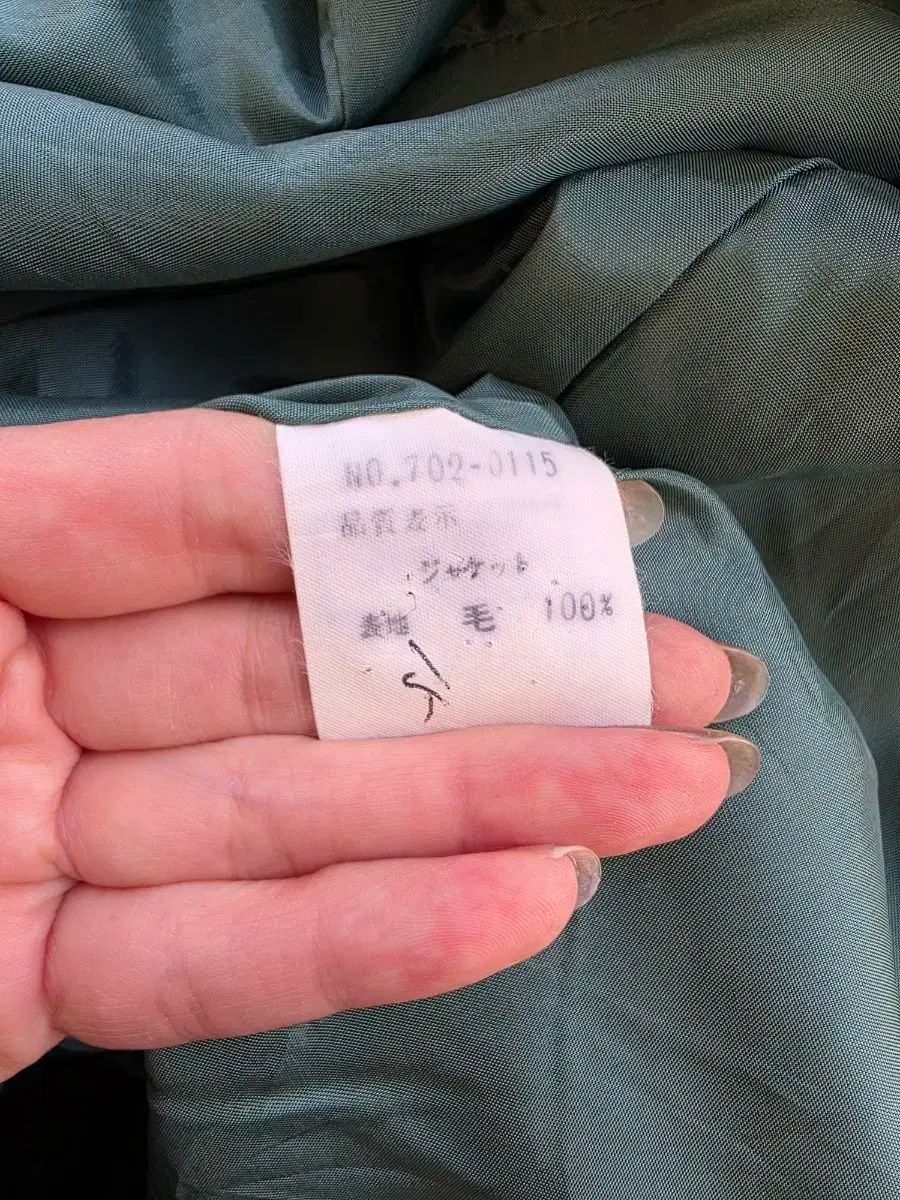 NO.702-0115
品質表示
ジャケット
表地 毛 100%